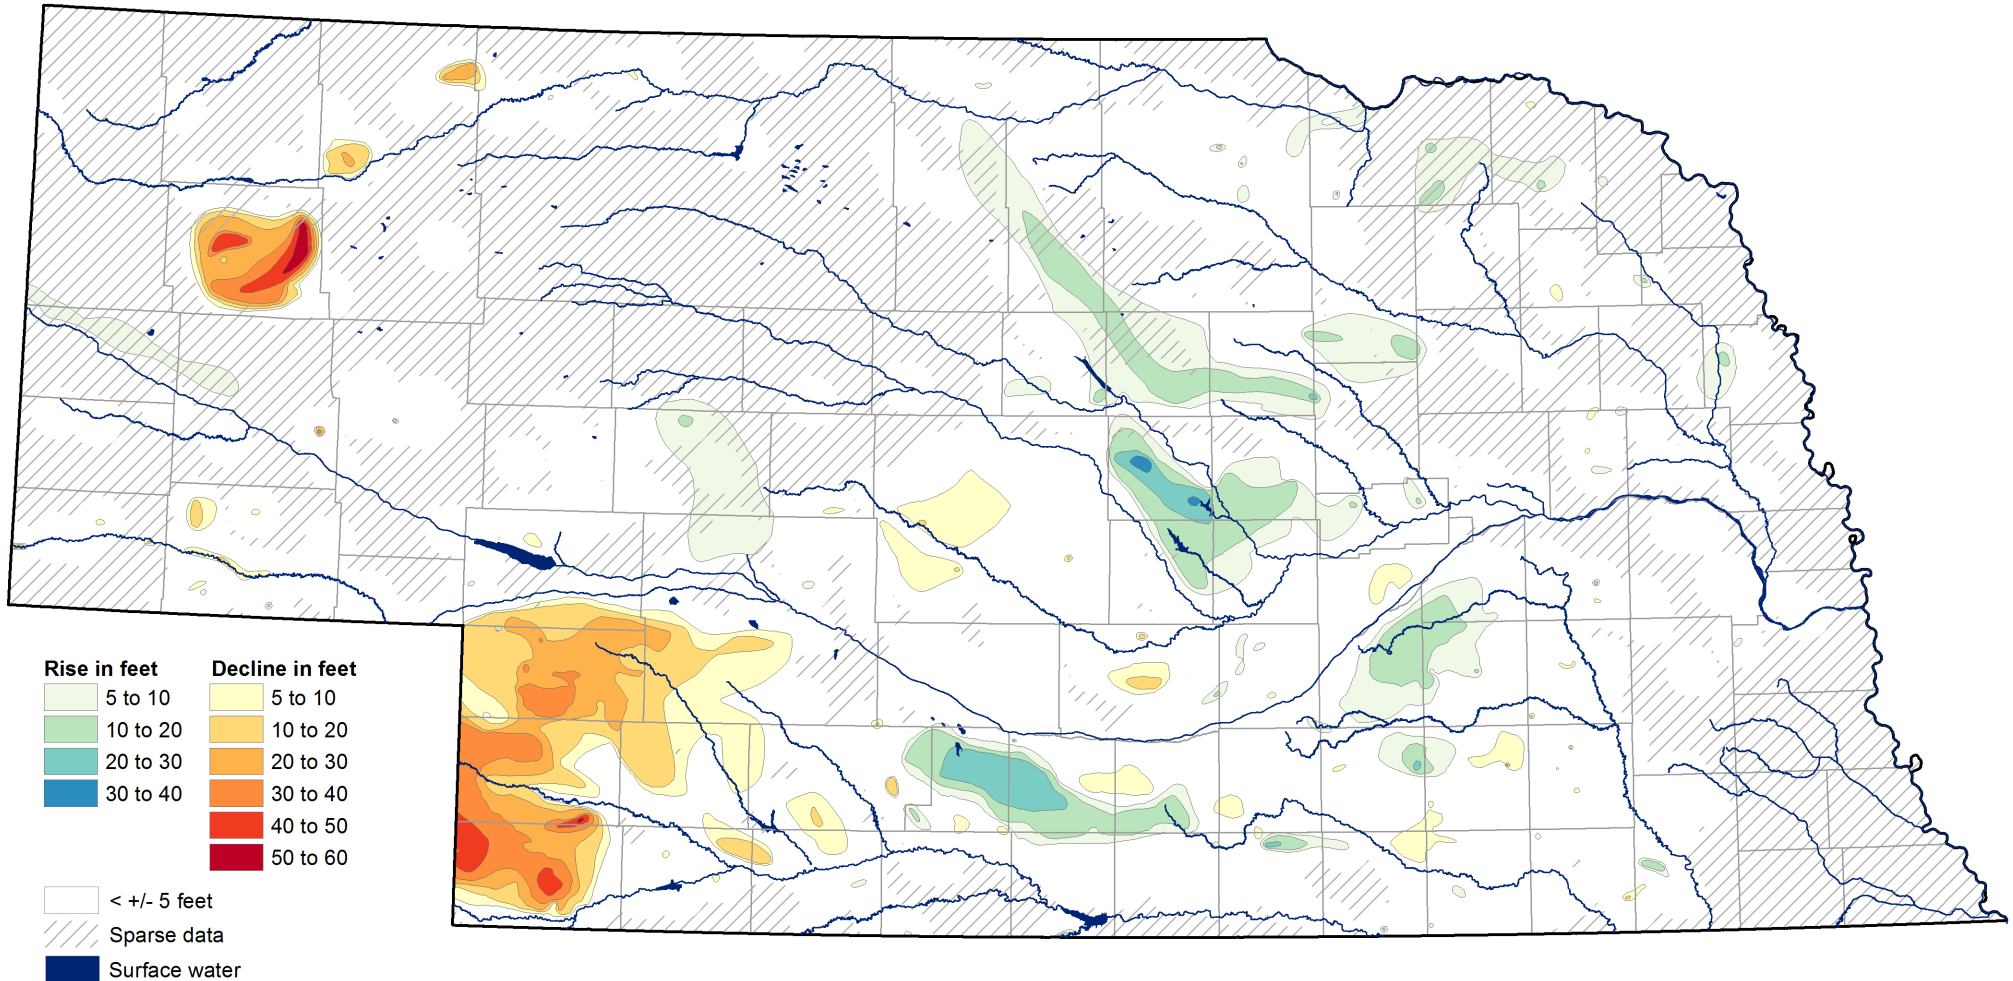 Rise in feet
Decline in feet
5 to 10
5 to 10
10 to 20
10 to 20
20 to 30
20 to 30
30 to 40
30 to 40
40 to 50
50 to 60
< +/- 5 feet
Sparse data
Surface water